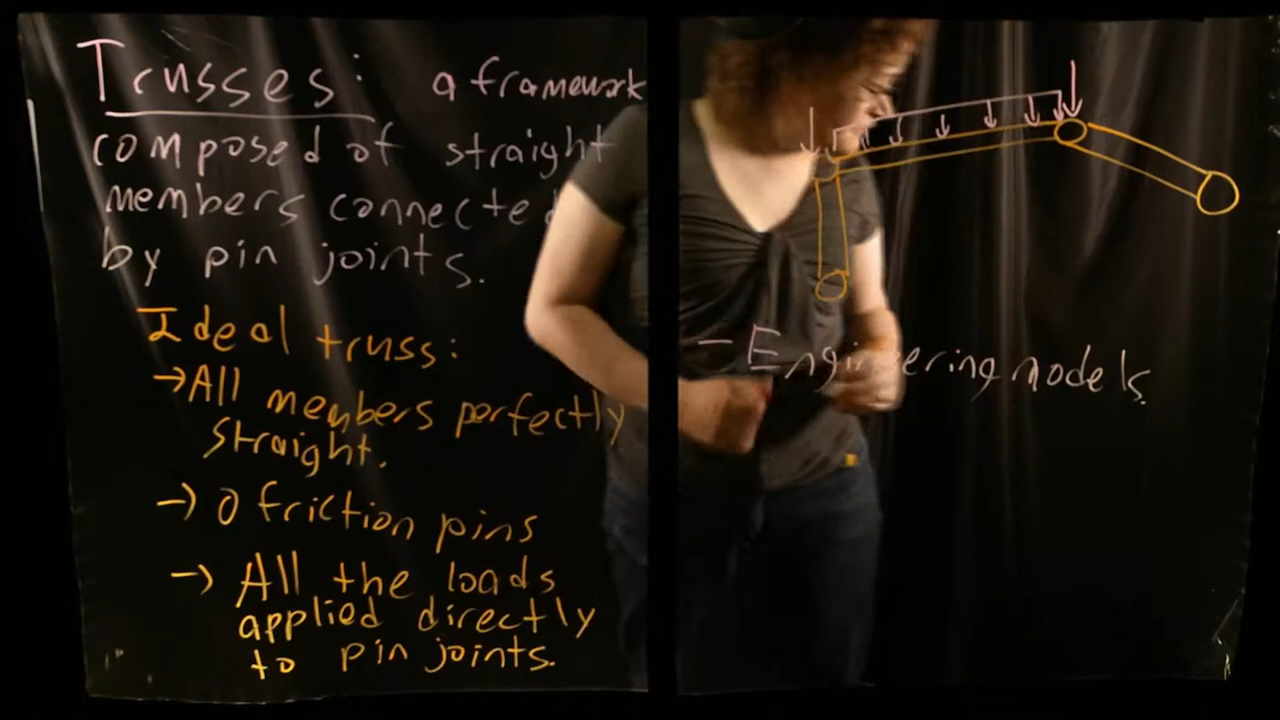 Trusses: a framework
composed of straight
members connected
by pin joints.
Ideal truss:
→All members perfectly
straight.
→ 0 friction pins
→ All the loads
applied directly
to pin joints.
- Engineering models.